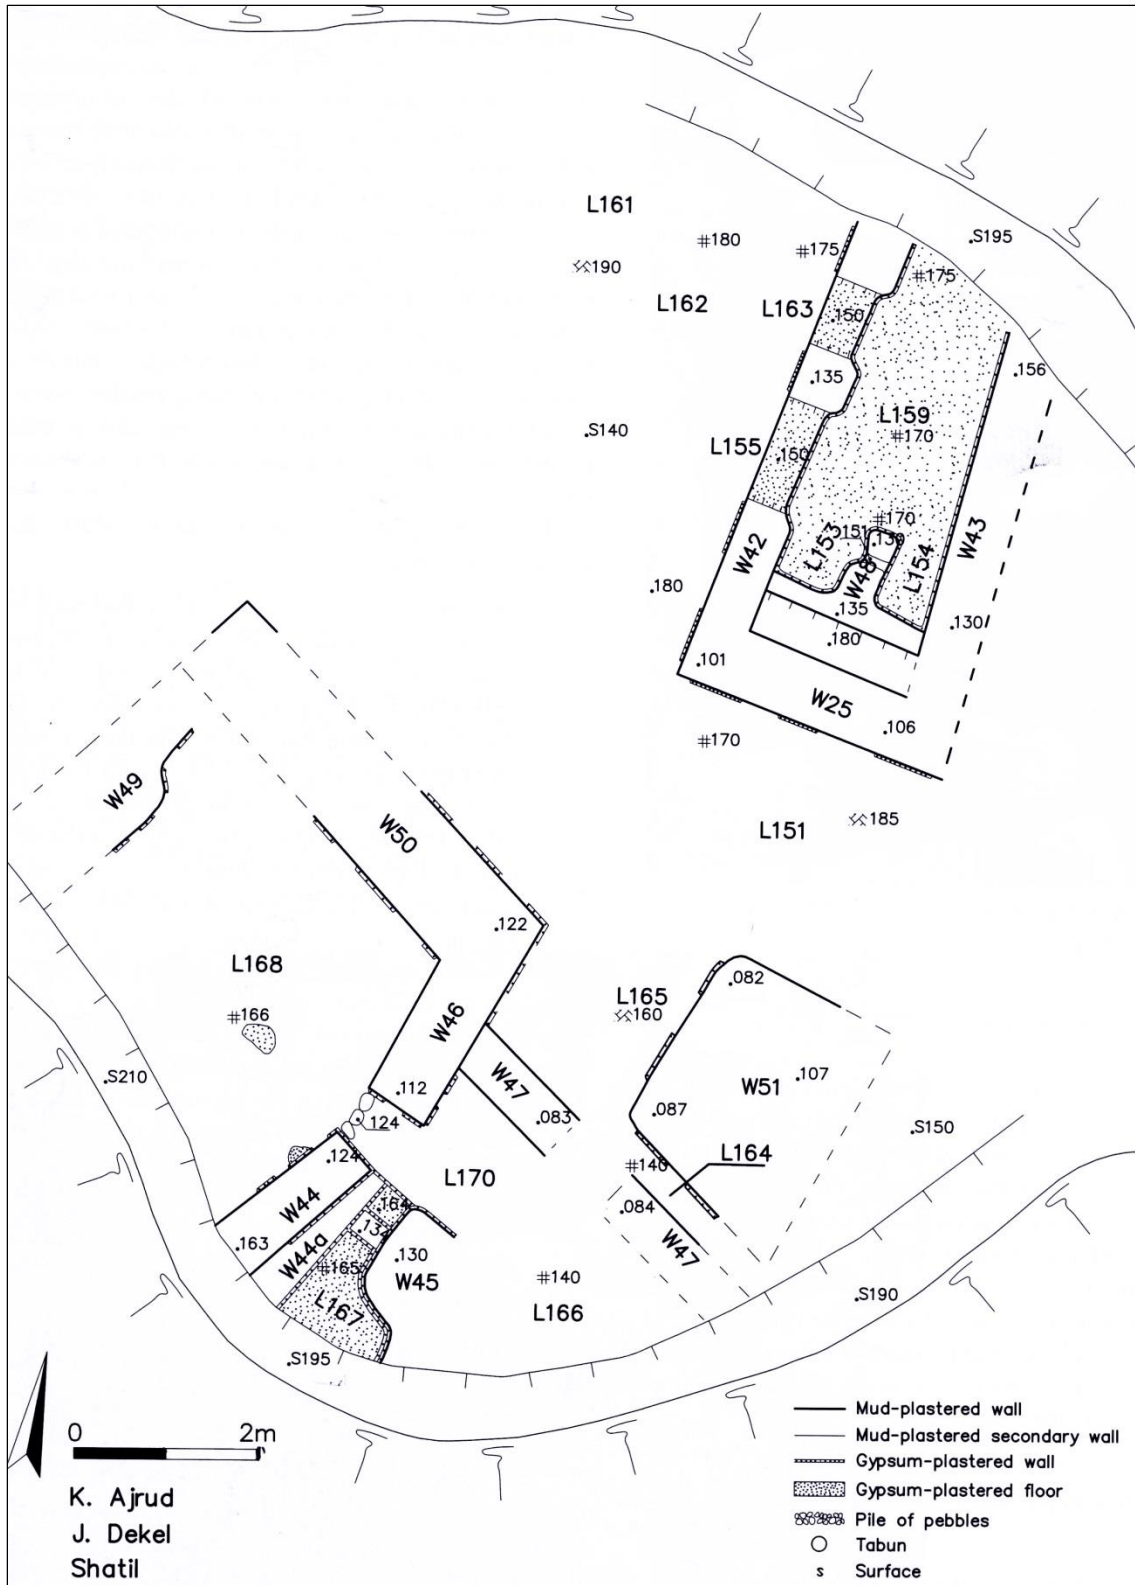 L161
#180
#175
S195
190
#175
L162
L163
.150
.156
.135
L159
#170
S140
L155
.150
#170
151
L153
W43
W42
W48
L154
.180
.135
.130
.180
.101
W25
.106
#170
W49
L151
185
W50
.122
L168
.082
L165
#166
160
W46
W47
W51
.107
S210
.112
.083
.087
124
S150
.124
L164
#140
L170
W44
.164
.084
.134
W47
.163
W44a
.130
#165
W45
#140
L167
L166
S190
S195
0 2m
K. Ajrud
J. Dekel
Shatil
Mud-plastered wall
Mud-plastered secondary wall
Gypsum-plastered wall
Gypsum-plastered floor
Pile of pebbles
Tabun
s Surface